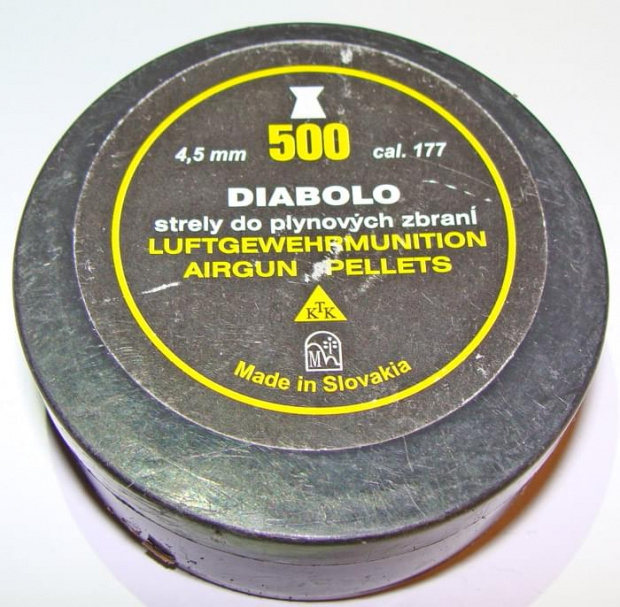 500
4,5 mm cal. 177
DIABOLO
strely do plynových zbraní
LUFTGEWEHRMUNITION
AIRGUN PELLETS
KTK
M
Made in Slovakia